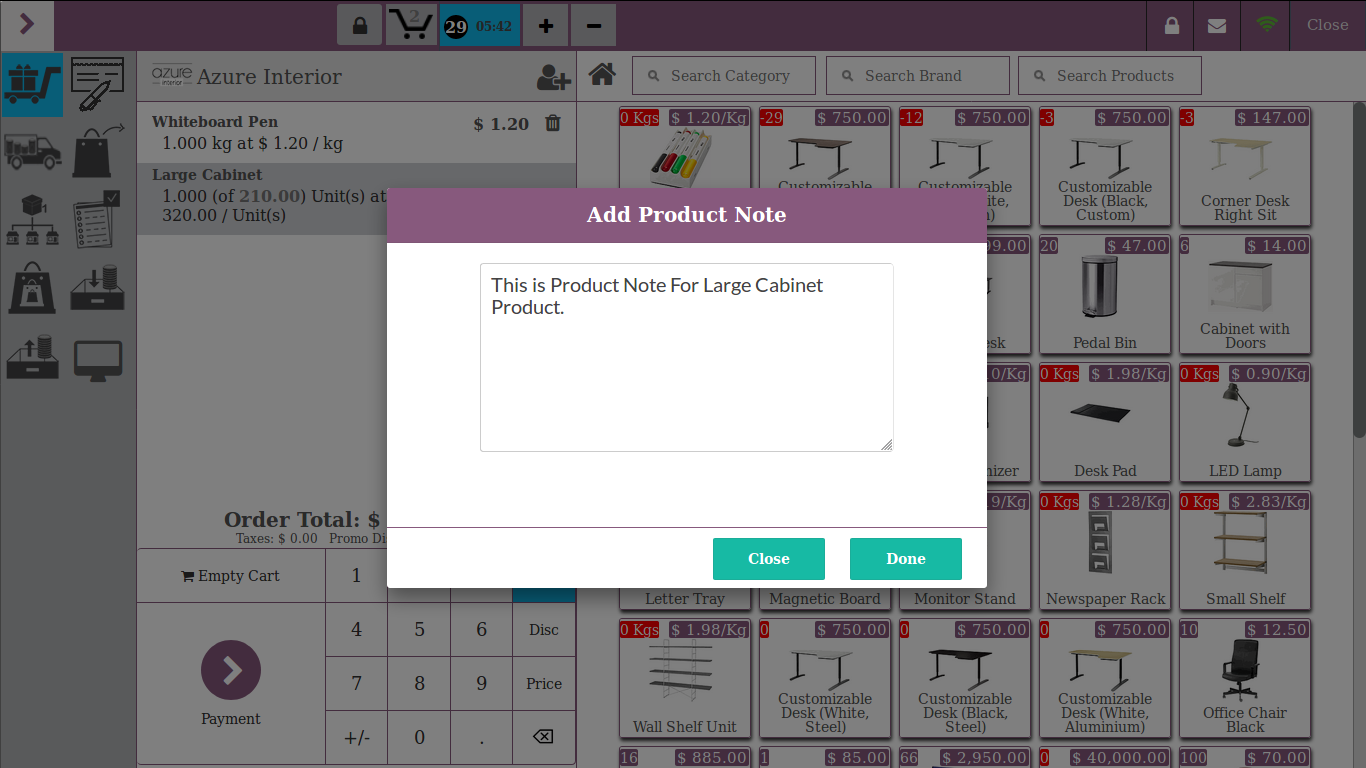 2
29 05:42
+
−
Close
azure
interior
Azure Interior
Search Category
Search Brand
Search Products
Whiteboard Pen
$ 1.20
1.000 kg at $ 1.20 / kg
Large Cabinet
1.000 (of 210.00) Unit(s) at
320.00 / Unit(s)
Order Total: $
Taxes: $ 0.00 Promo Di
Empty Cart
1
4
5
6
Disc
7
8
9
Price
Payment
+/-
0
.
Add Product Note
This is Product Note For Large Cabinet
Product.
Close
Done
0 Kgs $ 1.20/Kg
-29 $ 750.00
Customizable
-12 $ 750.00
-3 $ 750.00
Customizable
Desk (Black,
Custom)
-3 $ 147.00
Corner Desk
Right Sit
20 $ 47.00
Pedal Bin
6 $ 14.00
Cabinet with
Doors
0 Kgs $ 1.98/Kg
Desk Pad
0 Kgs $ 0.90/Kg
LED Lamp
Letter Tray
Magnetic Board
Monitor Stand
0 Kgs $ 1.28/Kg
Newspaper Rack
0 Kgs $ 2.83/Kg
Small Shelf
0 Kgs $ 1.98/Kg
Wall Shelf Unit
0 $ 750.00
Customizable
Desk (White,
Steel)
0 $ 750.00
Customizable
Desk (Black,
Steel)
0 $ 750.00
Customizable
Desk (White,
Aluminium)
10 $ 12.50
Office Chair
Black
16 $ 885.00
1 $ 85.00
66 $ 2,950.00
0 $ 40,000.00
100 $ 70.00